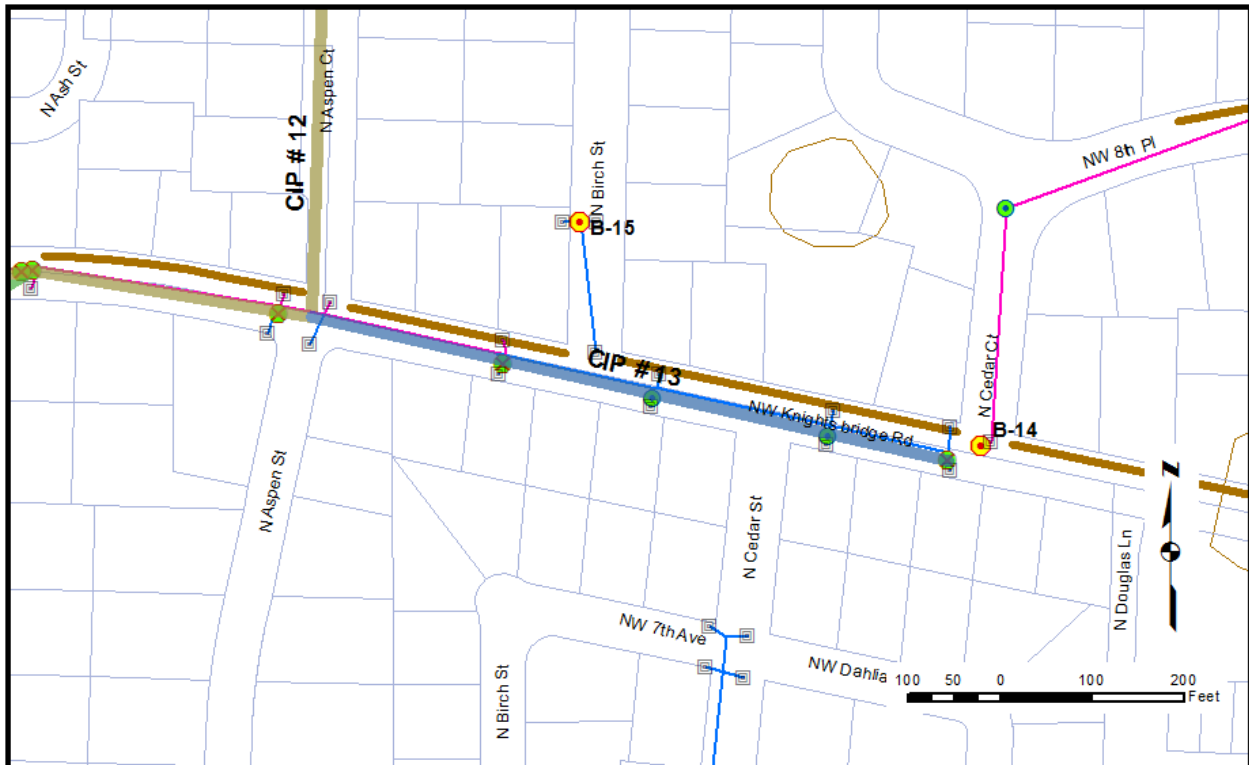 N Ash St
N Aspen Ct
CIP # 12
N Birch St
B-15
NW 8th Pl
CIP # 13
NW Knights bridge Rd
N Cedar Ct
B-14
N Aspen St
N Cedar St
N Douglas Ln
N
NW 7th Ave
NW Dahlia
N Birch St
100 50 0 100 200
Feet